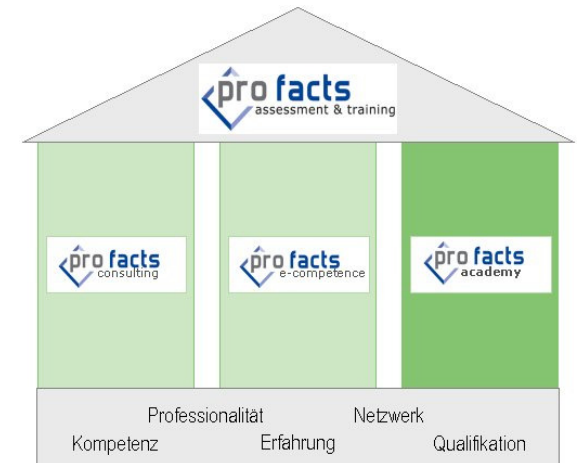 pro facts
assessment & training
pro facts
consulting
pro facts
e-competence
pro facts
academy
Professionalität Netzwerk
Kompetenz Erfahrung Qualifikation